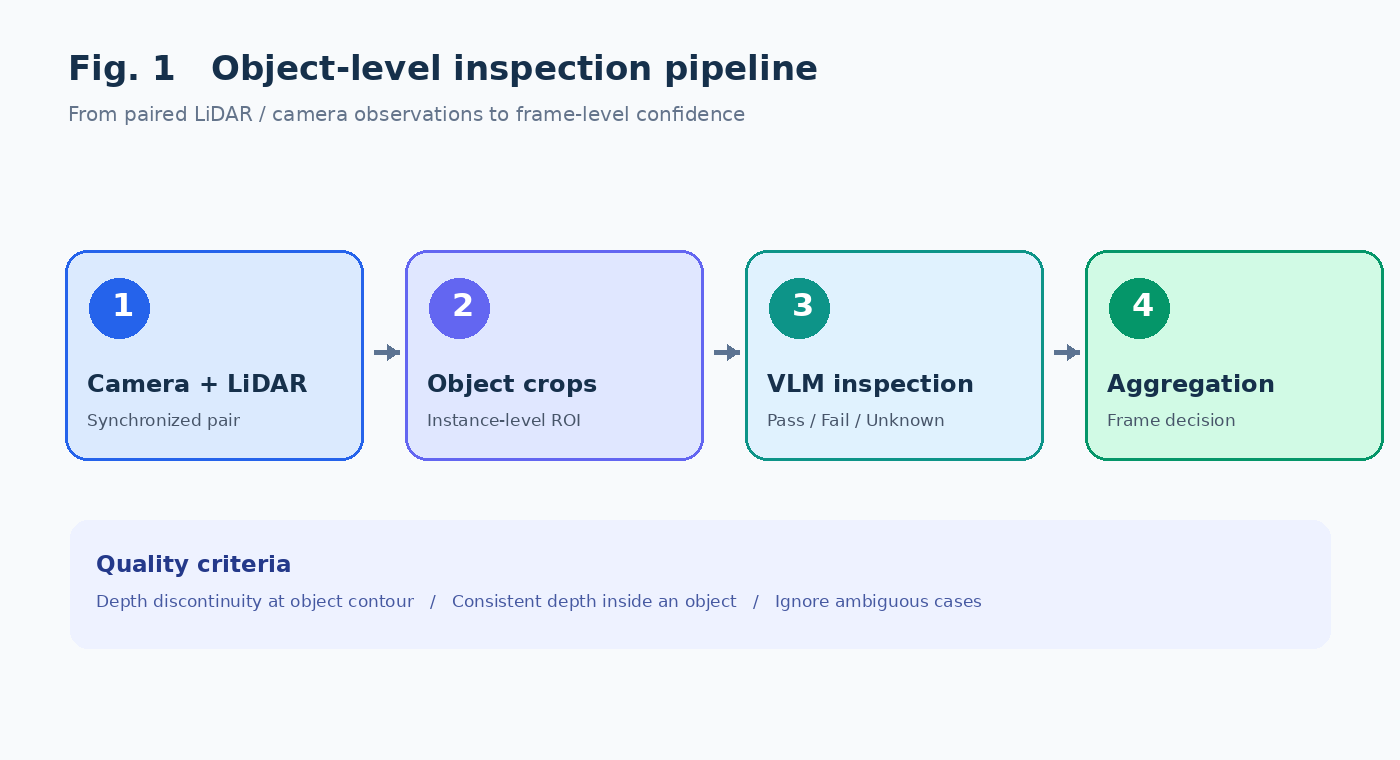 Fig. 1 Object-level inspection pipeline
From paired LiDAR / camera observations to frame-level confidence
1
Camera + LiDAR
Synchronized pair
2
Object crops
Instance-level ROI
3
VLM inspection
Pass / Fail / Unknown
4
Aggregation
Frame decision
Quality criteria
Depth discontinuity at object contour / Consistent depth inside an object / Ignore ambiguous cases